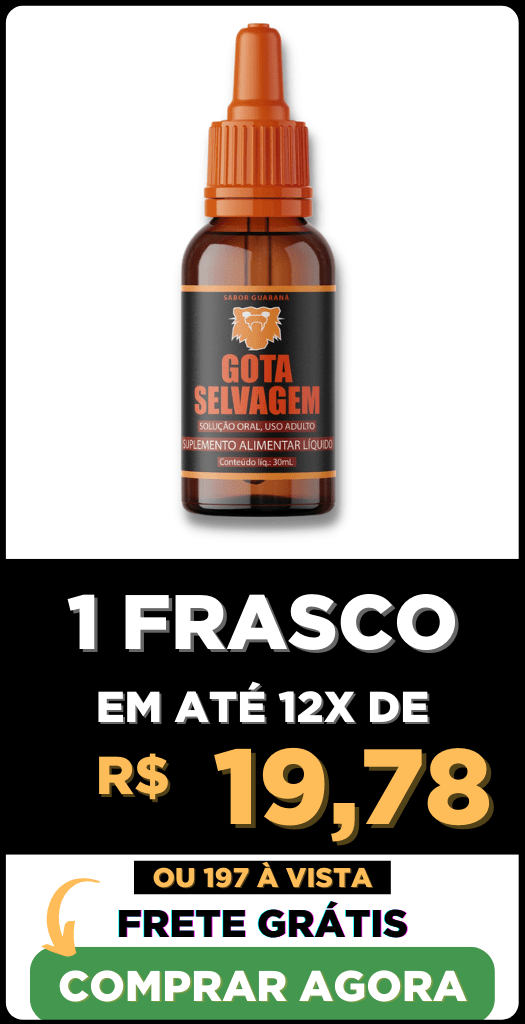 SABOR GUARANÁ
GOTA
SELVAGEM
SOLUÇÃO ORAL, USO ADULTO
SUPLEMENTO ALIMENTAR LÍQUIDO
Conteúdo líq.: 30mL
1 FRASCO
EM ATÉ 12X DE
R$ 19,78
OU 197 À VISTA
FRETE GRÁTIS
COMPRAR AGORA